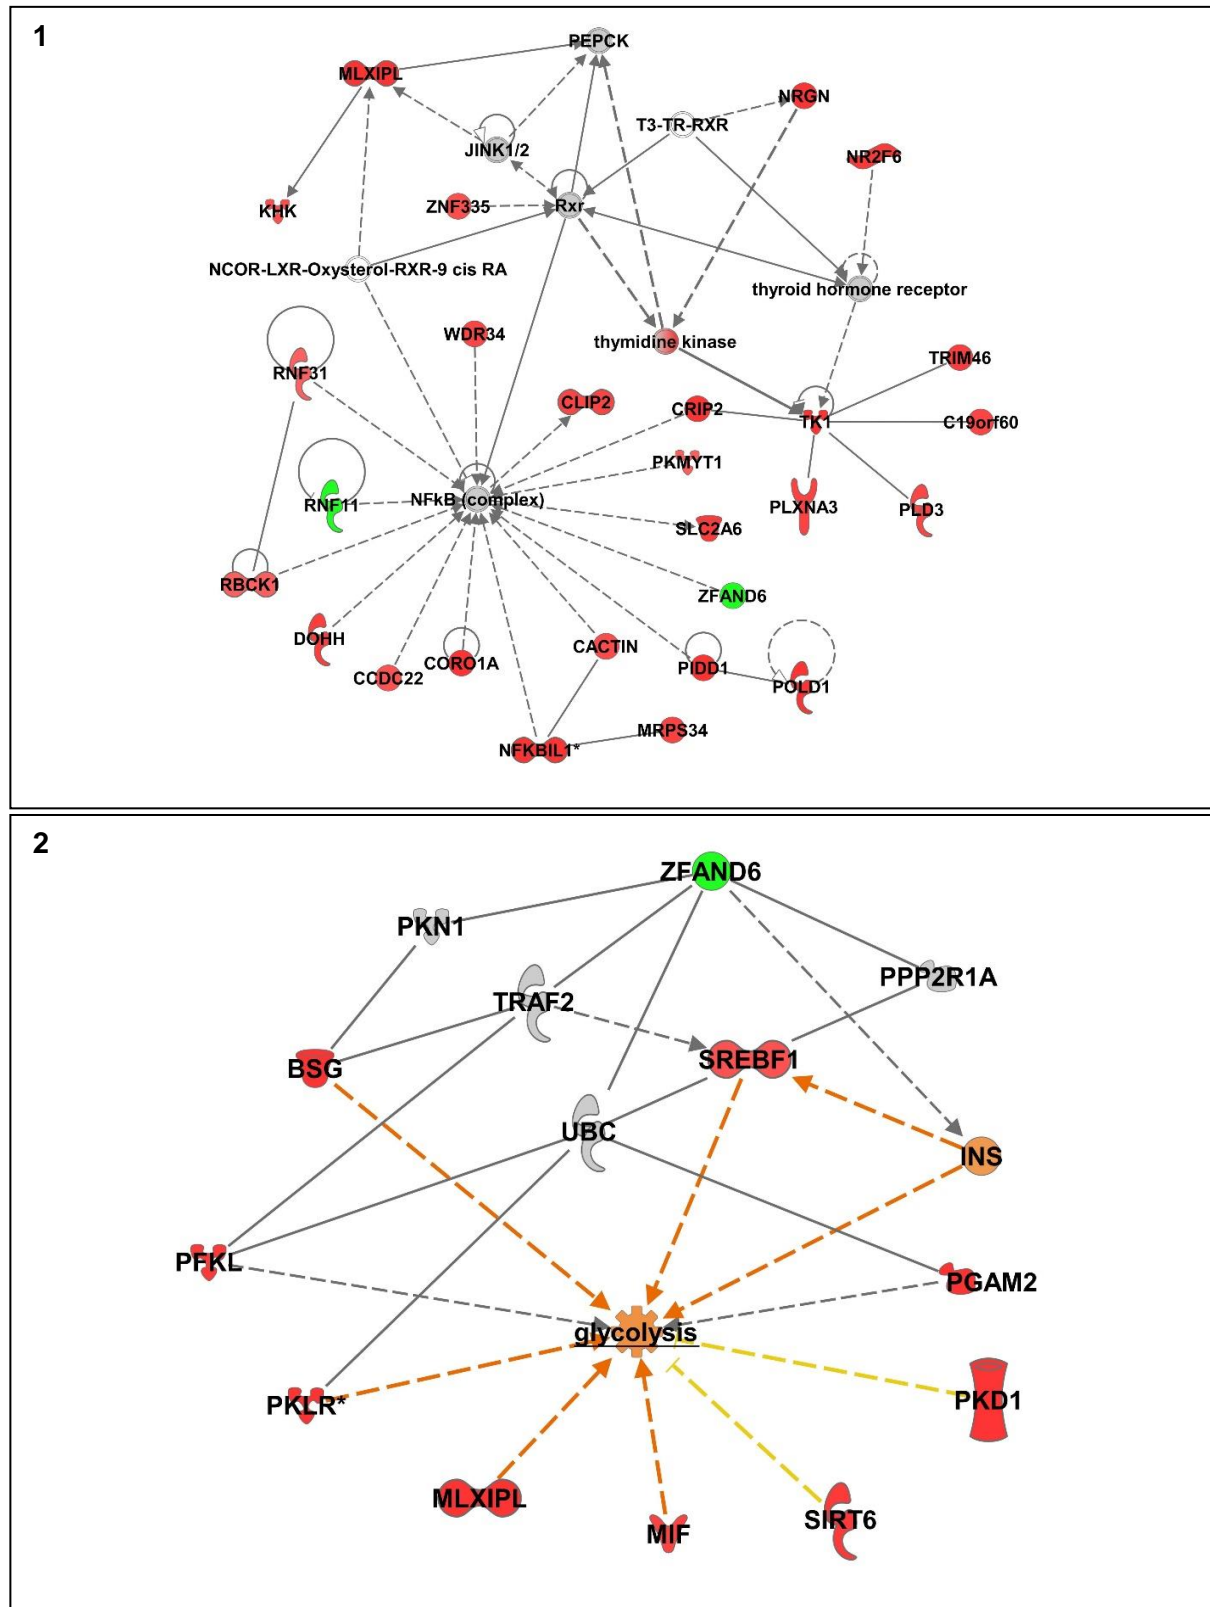 1
PEPCK
MLXIPL
NRGN
T3-TR-RXR
JINK1/2
NR2F6
KHK
ZNF335
Rxr
NCOR-LXR-Oxysterol-RXR-9 cis RA
thyroid hormone receptor
WDR34
thymidine kinase
TRIM46
RNF31
CLIP2
CRIP2
TK1
C19orf60
PKMYT1
RNF11
NFkB (complex)
PLXNA3
PLD3
SLC2A6
RBCK1
ZFAND6
DOHH
CORO1A
CACTIN
CCDC22
PIDD1
POLD1
NFKBIL1*
MRPS34
2
ZFAND6
PKN1
PPP2R1A
TRAF2
SREBF1
BSG
UBC
INS
PFKL
PGAM2
glycolysis
PKLR*
PKD1
MLXIPL
MIF
SIRT6